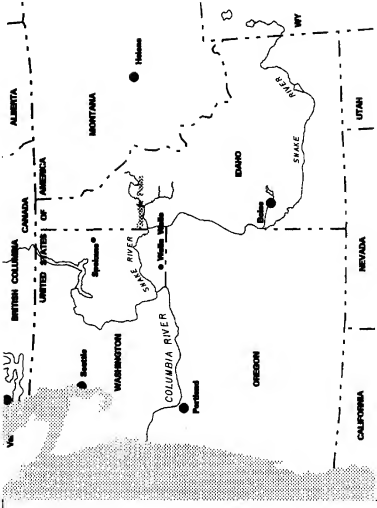 BRITISH COLUMBIA
ALBERTA
CANADA
UNITED STATES OF AMERICA
Seattle
Spokane
MONTANA
Helena
WASHINGTON
SNAKE RIVER
Walla Walla
COLUMBIA RIVER
Portland
IDAHO
OREGON
Boise
SNAKE RIVER
WY
CALIFORNIA
NEVADA
UTAH